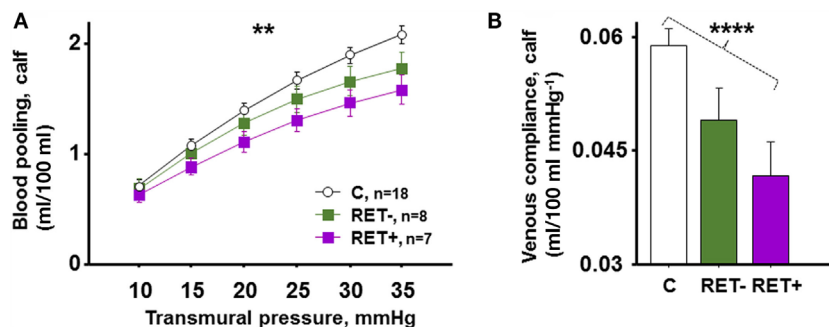 A
Blood pooling, calf
(ml/100 ml)
2
1
0
**
C, n=18
RET-, n=8
RET+, n=7
10 15 20 25 30 35
Transmural pressure, mmHg
B
Venous compliance, calf
(ml/100 ml mmHg⁻¹)
0.06
0.045
0.03
****
C RET- RET+